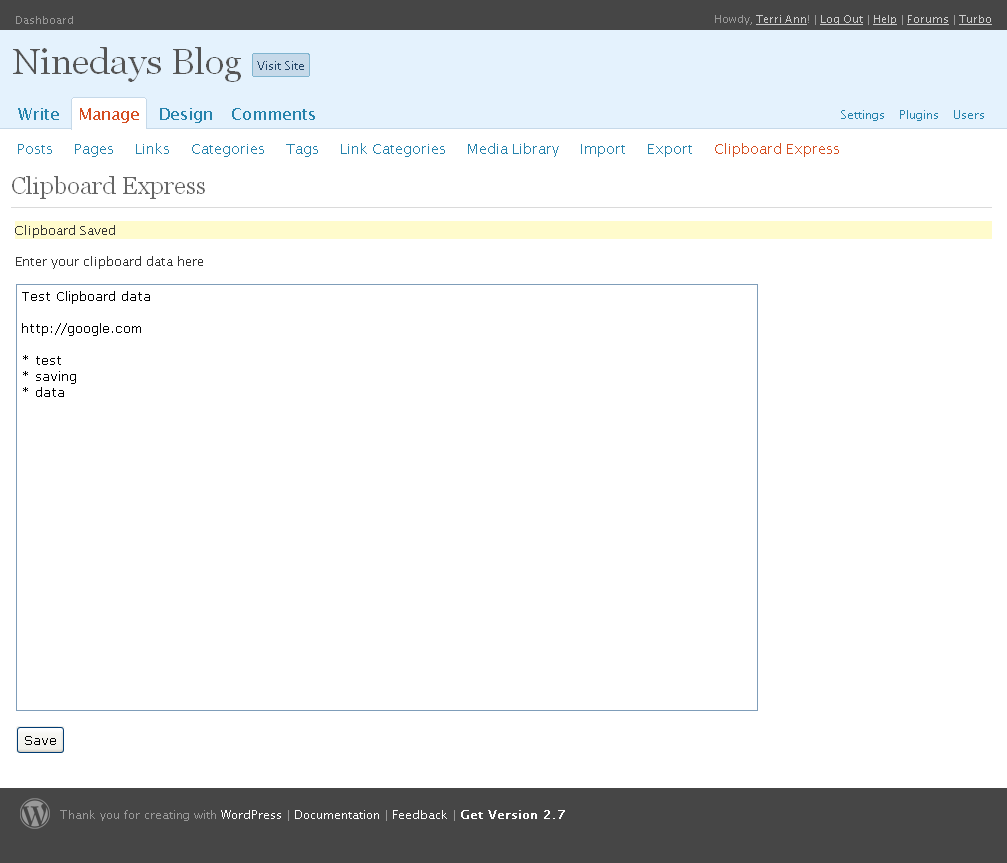 Dashboard
Howdy, Terri Ann! | Log Out | Help | Forums | Turbo
Ninedays Blog Visit Site
Write Manage Design Comments Settings Plugins Users
Posts Pages Links Categories Tags Link Categories Media Library Import Export Clipboard Express
Clipboard Express
Clipboard Saved
Enter your clipboard data here
Test Clipboard data
http://google.com
* test
* saving
* data
Save
Thank you for creating with WordPress | Documentation | Feedback | Get Version 2.7